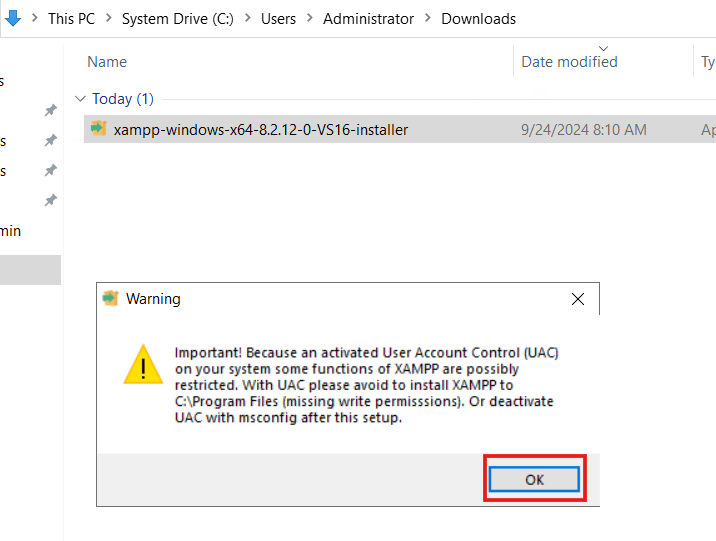 This PC > System Drive (C:) > Users > Administrator > Downloads
Name Date modified Ty
Today (1)
xampp-windows-x64-8.2.12-0-VS16-installer 9/24/2024 8:10 AM Ap
s
s
s
min
Warning
Important! Because an activated User Account Control (UAC)
on your system some functions of XAMPP are possibly
restricted. With UAC please avoid to install XAMPP to
C:\Program Files (missing write permisssions). Or deactivate
UAC with msconfig after this setup.
OK